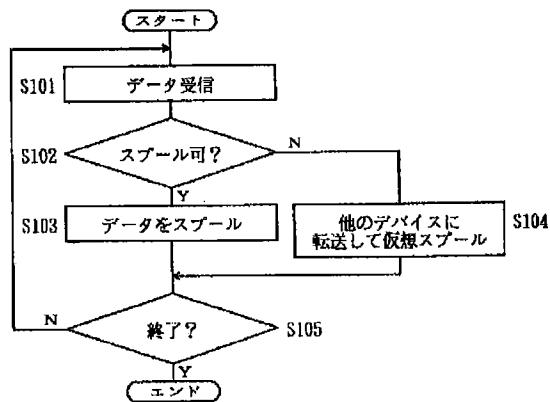 スタート
S101
データ受信
S102
スプール可?
N
Y
S103
データをスプール
他のデバイスに
転送して仮想スプール
S104
N
終了?
S105
Y
エンド